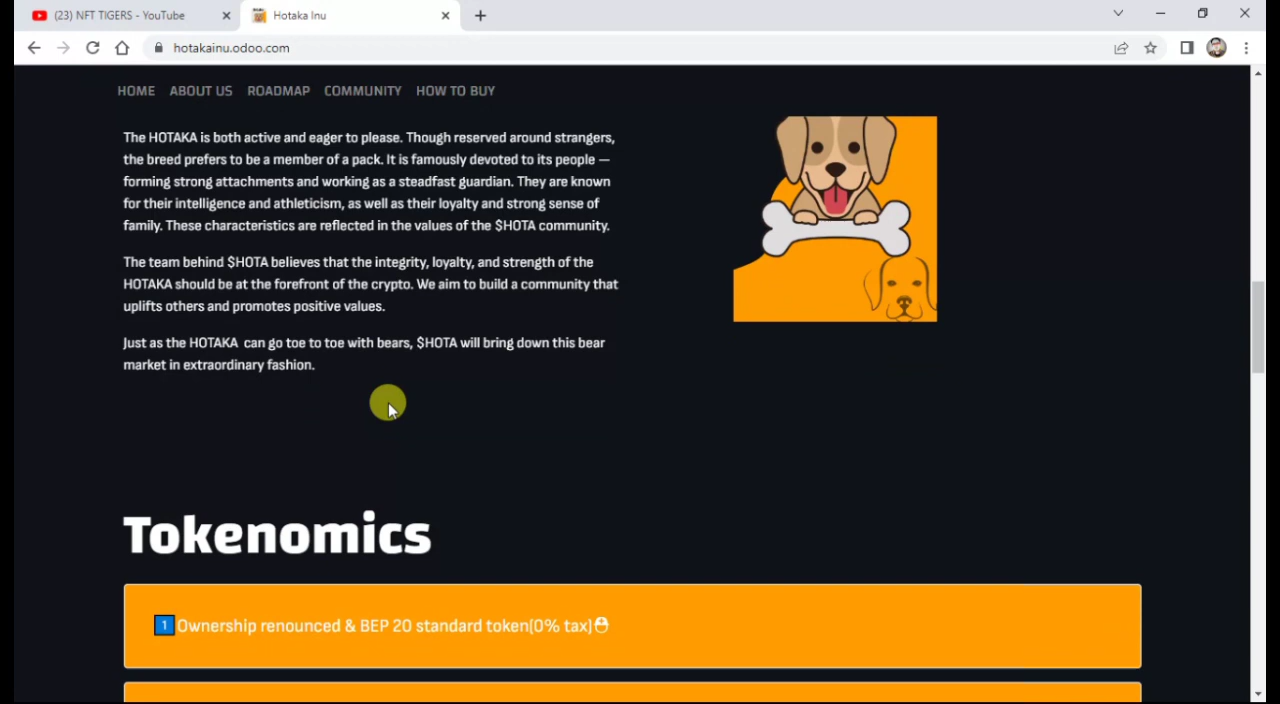 (23) NFT TIGERS - YouTube
Hotaka Inu
hotakainu.odoo.com
HOME ABOUT US ROADMAP COMMUNITY HOW TO BUY
The HOTAKA is both active and eager to please. Though reserved around strangers,
the breed prefers to be a member of a pack. It is famously devoted to its people —
forming strong attachments and working as a steadfast guardian. They are known
for their intelligence and athleticism, as well as their loyalty and strong sense of
family. These characteristics are reflected in the values of the $HOTA community.
The team behind $HOTA believes that the integrity, loyalty, and strength of the
HOTAKA should be at the forefront of the crypto. We aim to build a community that
uplifts others and promotes positive values.
Just as the HOTAKA can go toe to toe with bears, $HOTA will bring down this bear
market in extraordinary fashion.
Tokenomics
1 Ownership renounced & BEP 20 standard token(0% tax)